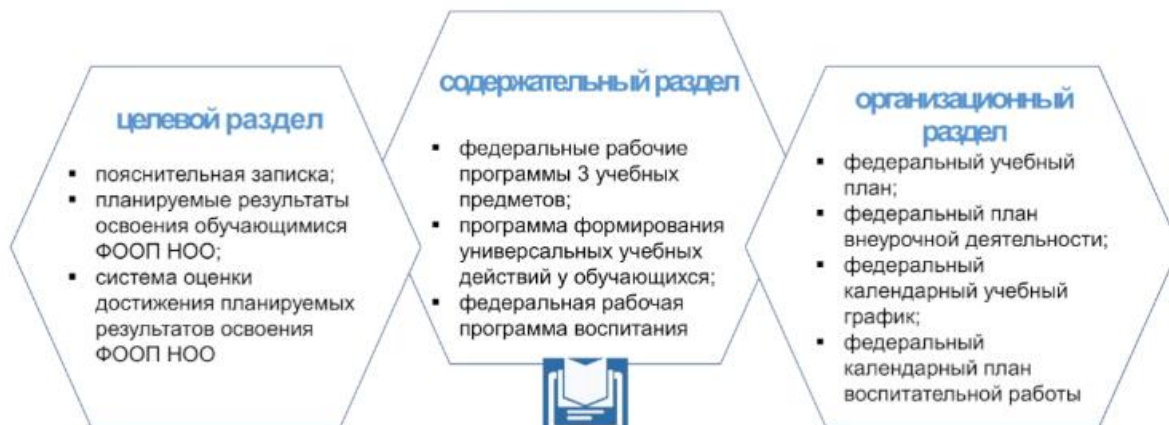 целевой раздел
▪ пояснительная записка;
▪ планируемые результаты
освоения обучающимися
ФООП НОО;
▪ система оценки
достижения планируемых
результатов освоения
ФООП НОО
содержательный раздел
▪ федеральные рабочие
программы 3 учебных
предметов;
▪ программа формирования
универсальных учебных
действий у обучающихся;
▪ федеральная рабочая
программа воспитания
организационный
раздел
▪ федеральный учебный
план;
▪ федеральный план
внеурочной деятельности;
▪ федеральный
календарный учебный
график;
▪ федеральный
календарный план
воспитательной работы